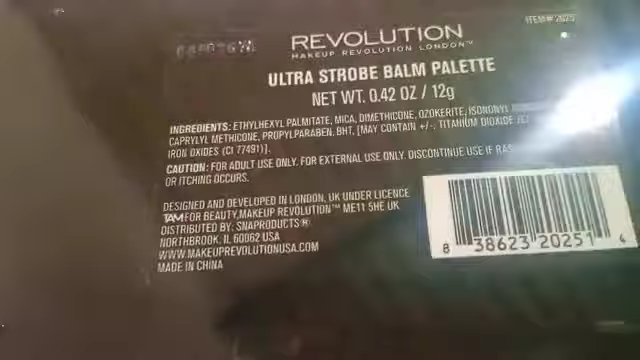 ITEM# 2025
REVOLUTION
MAKEUP REVOLUTION LONDON™
ULTRA STROBE BALM PALETTE
NET WT. 0.42 OZ / 12g
INGREDIENTS: ETHYLHEXYL PALMITATE, MICA, DIMETHICONE, OZOKERITE, ISONONYL
CAPRYLYL METHICONE, PROPYLPARABEN, BHT, [MAY CONTAIN +/-, TITANIUM DIOXIDE
IRON OXIDES (CI 77491)].
CAUTION: FOR ADULT USE ONLY. FOR EXTERNAL USE ONLY. DISCONTINUE USE IF
OR ITCHING OCCURS.
DESIGNED AND DEVELOPED IN LONDON, UK UNDER LICENCE
TAM FOR BEAUTY, MAKEUP REVOLUTION™ ME11 5HE UK
DISTRIBUTED BY: SNAPRODUCTS®
NORTHBROOK, IL 60062 USA
WWW.MAKEUPREVOLUTIONUSA.COM
MADE IN CHINA
8 38623 20251 4